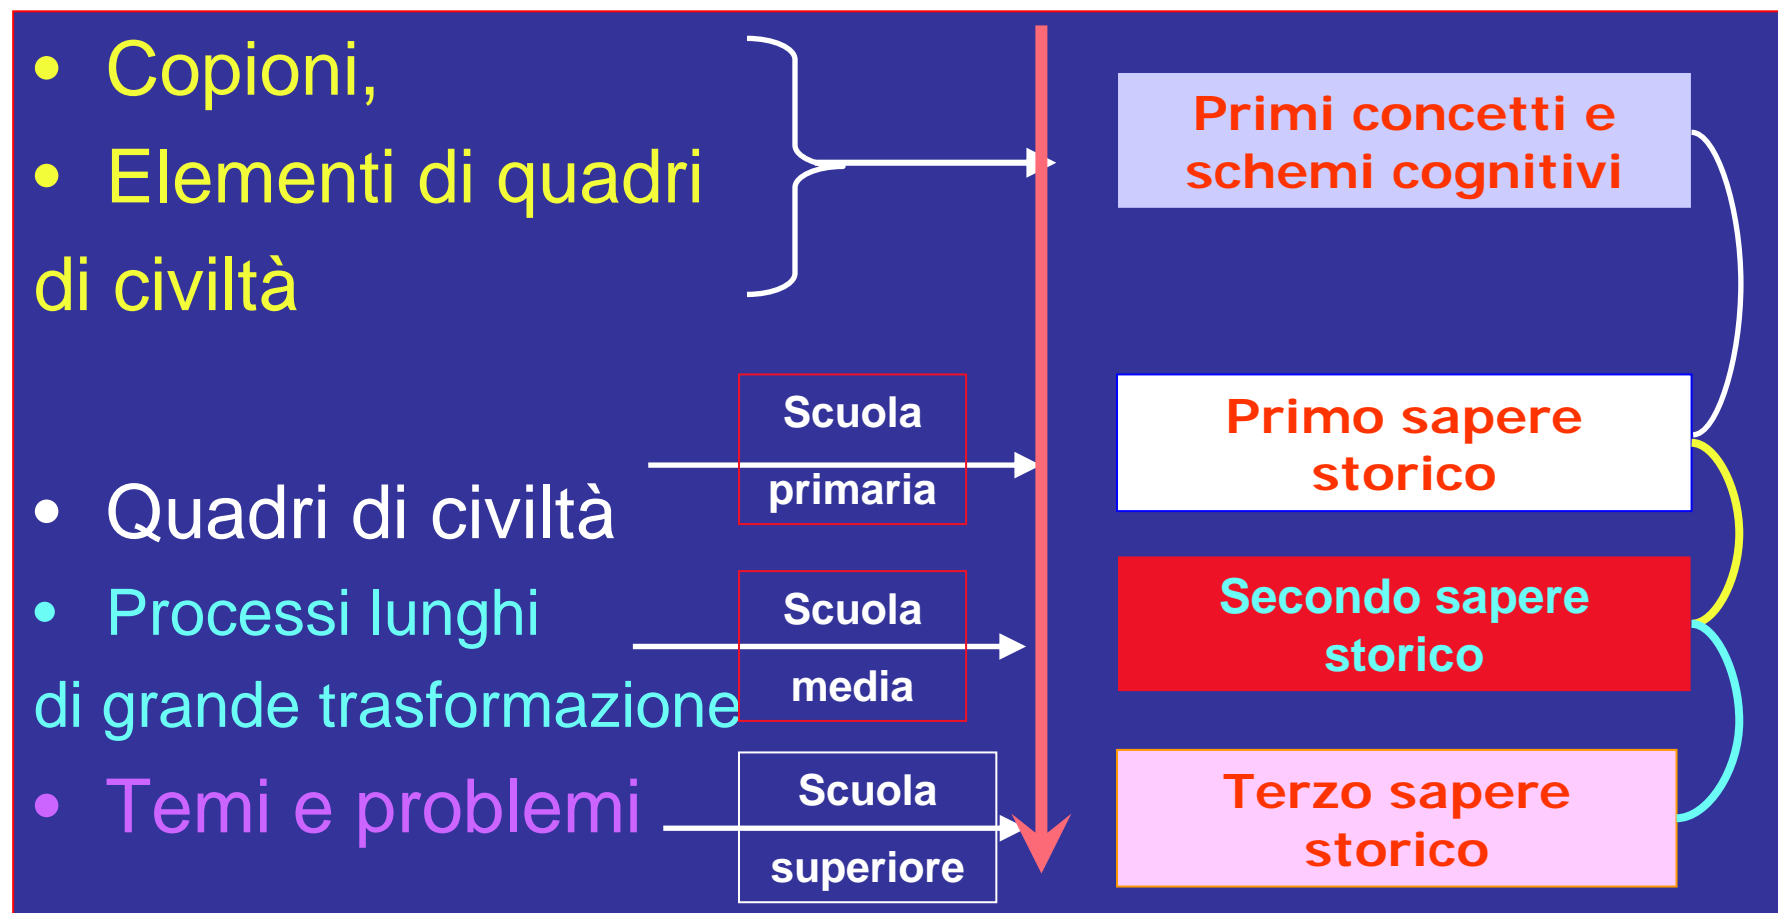 • Copioni,
• Elementi di quadri
di civiltà
Primi concetti e
schemi cognitivi
• Quadri di civiltà
Scuola
primaria
Primo sapere
storico
• Processi lunghi
di grande trasformazione
Scuola
media
Secondo sapere
storico
• Temi e problemi
Scuola
superiore
Terzo sapere
storico